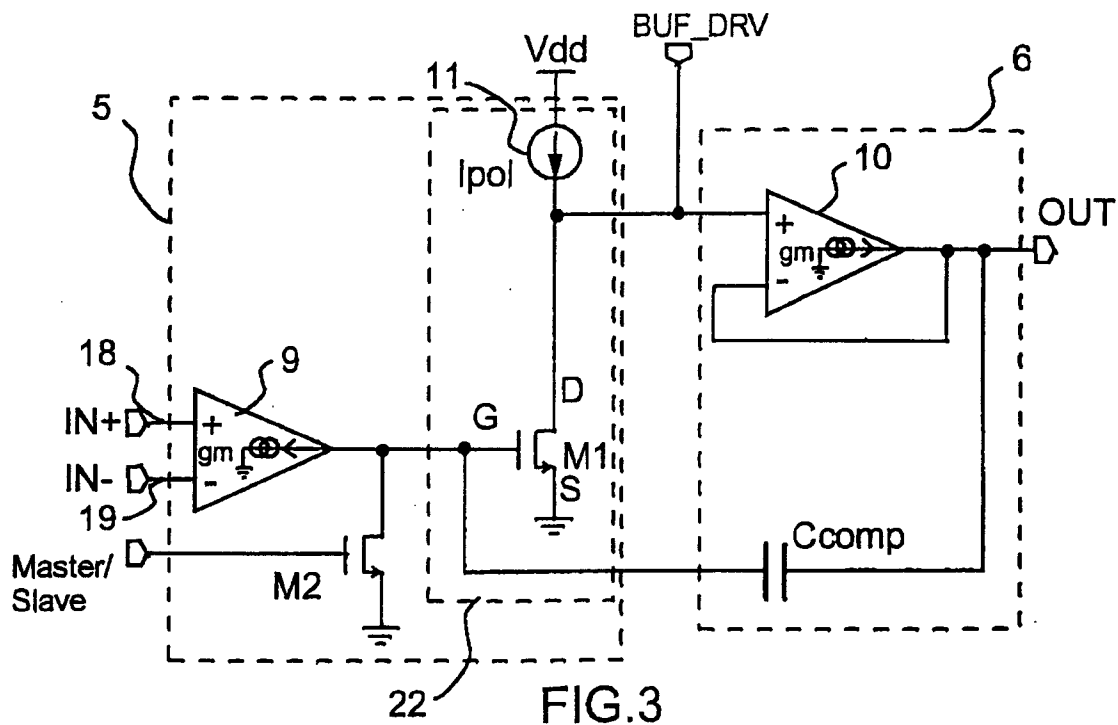 BUF_DRV
Vdd
11
6
5
Ipol
10
+
gm
-
OUT
18
9
IN+
+
gm
IN-
-
19
G
D
M1
S
Ccomp
Master/
Slave
M2
22
FIG.3